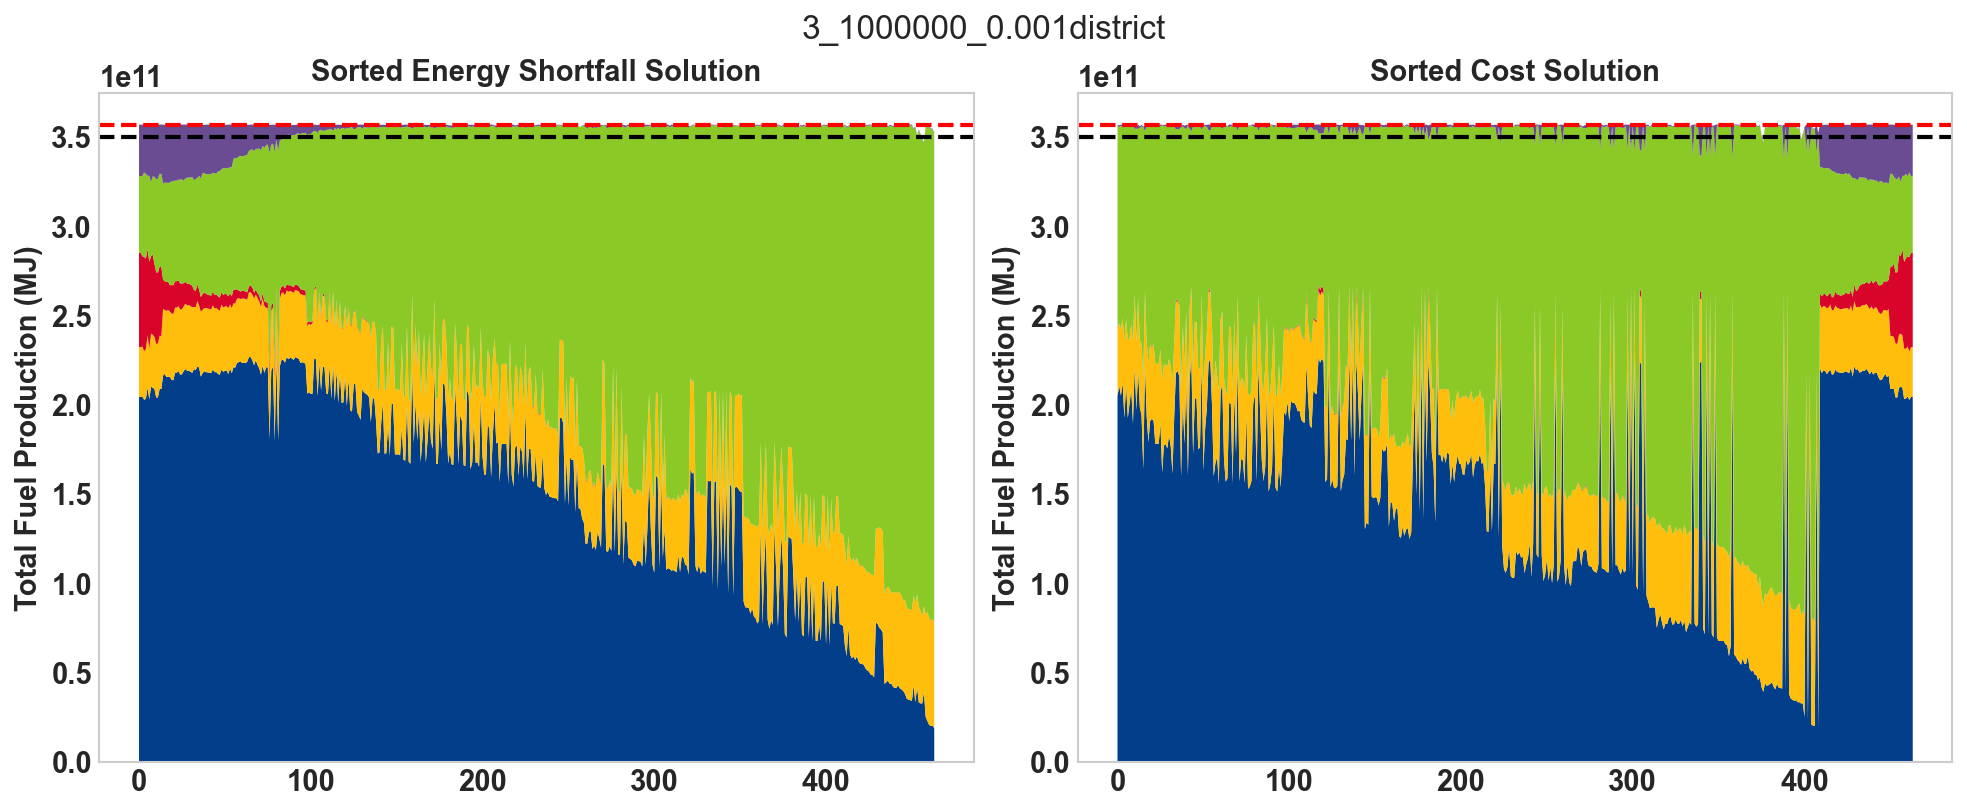 3_1000000_0.001district
Sorted Energy Shortfall Solution
1e11
Total Fuel Production (MJ)
3.5
3.0
2.5
2.0
1.5
1.0
0.5
0.0
0 100 200 300 400
Sorted Cost Solution
1e11
Total Fuel Production (MJ)
3.5
3.0
2.5
2.0
1.5
1.0
0.5
0.0
0 100 200 300 400